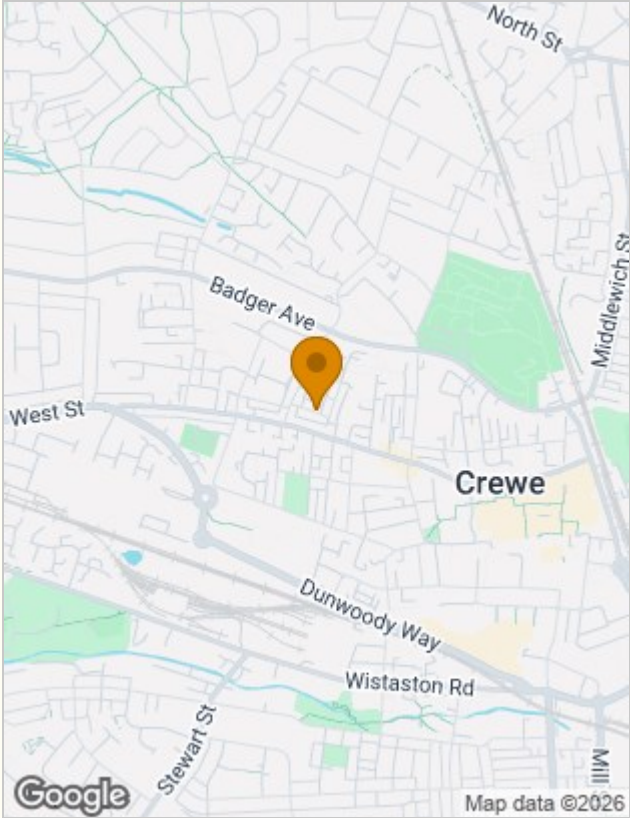 North St
Middlewich St
Badger Ave
West St
Crewe
Dunwoody Way
Wistaston Rd
Stewart St
Mill
Google
Map data ©2026